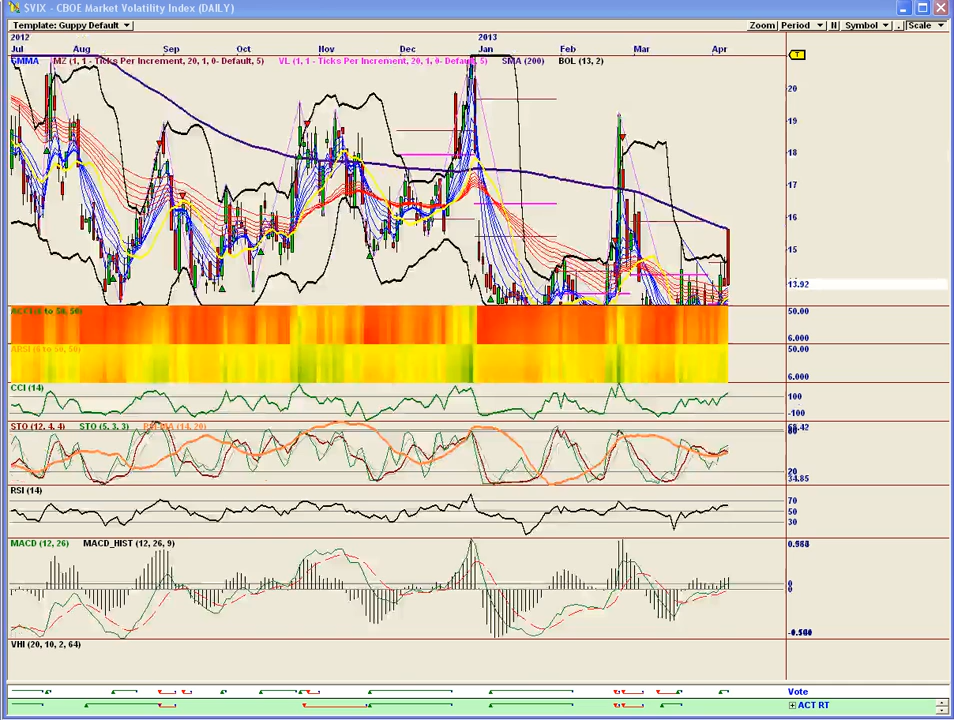 $VIX - CBOE Market Volatility Index (DAILY)
Template: Guppy Default Zoom Period Symbol . Scale
2012 2013
Jul Aug Sep Oct Nov Dec Jan Feb Mar Apr
GMMA MZ (1, 1 - Ticks Per Increment, 20, 1, 0- Default, 5) VL (1, 1 - Ticks Per Increment, 20, 1, 0- Default, 5) SMA (200) BOL (13, 2)
T
20
19
18
17
16
15
13.92
50.00
6.000
50.00
6.000
CCI (14)
100
-100
STO (12, 4, 4) STO (5, 3, 3)
20
34.85
RSI (14)
70
50
30
MACD (12, 26) MACD_HIST (12, 26, 9)
0
0
VHI (20, 10, 2, 64)
Vote
ACT RT